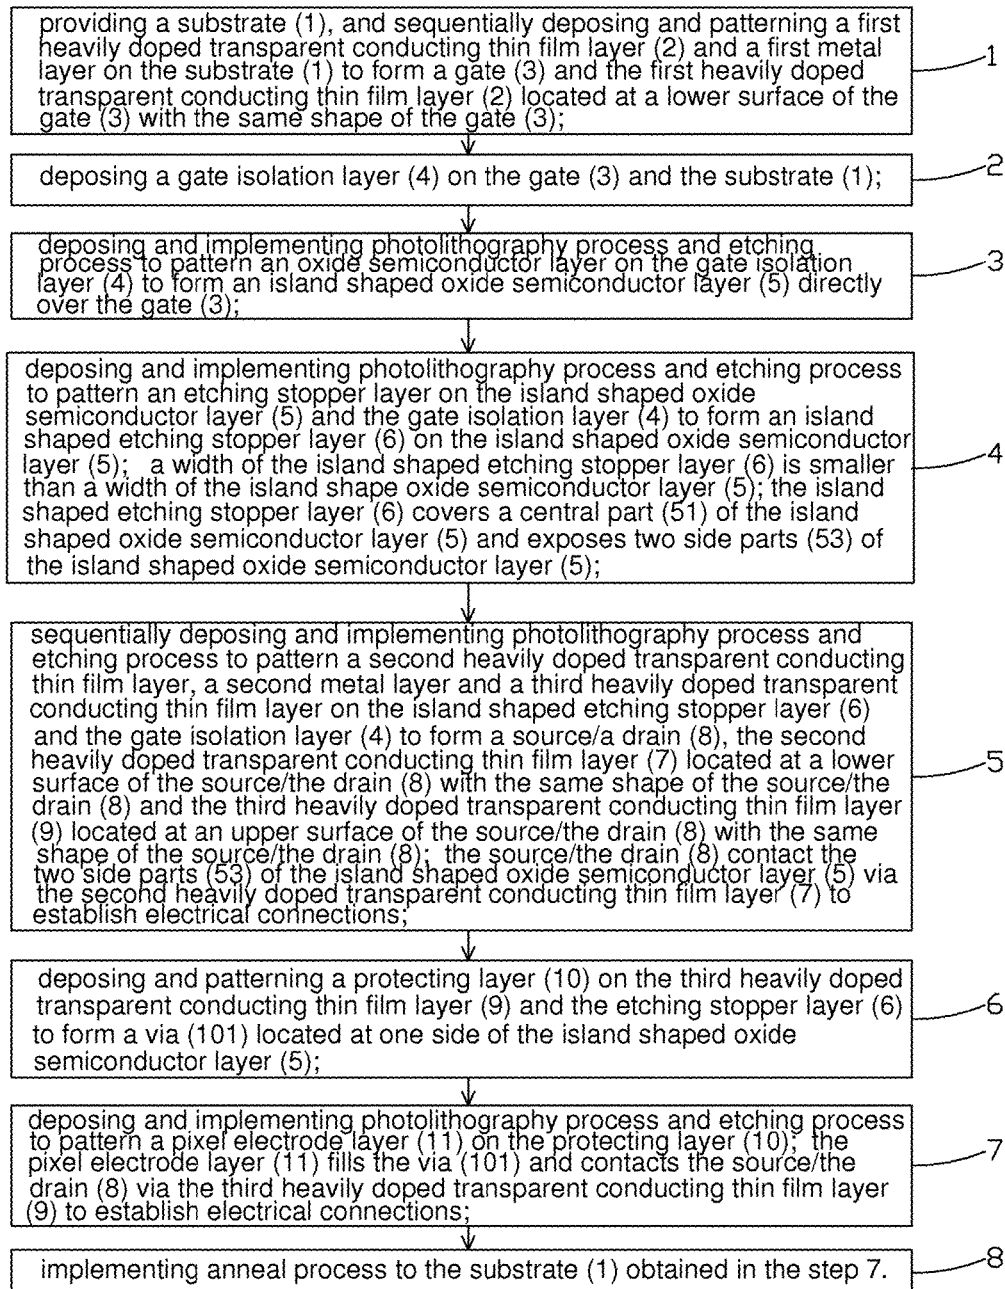 providing a substrate (1), and sequentially deposing and patterning a first
heavily doped transparent conducting thin film layer (2) and a first metal
layer on the substrate (1) to form a gate (3) and the first heavily doped
transparent conducting thin film layer (2) located at a lower surface of the
gate (3) with the same shape of the gate (3);
1
deposing a gate isolation layer (4) on the gate (3) and the substrate (1);
2
deposing and implementing photolithography process and etching
process to pattern an oxide semiconductor layer on the gate isolation
layer (4) to form an island shaped oxide semiconductor layer (5) directly
over the gate (3);
3
deposing and implementing photolithography process and etching process
to pattern an etching stopper layer on the island shaped oxide
semiconductor layer (5) and the gate isolation layer (4) to form an island
shaped etching stopper layer (6) on the island shaped oxide semiconductor
layer (5); a width of the island shaped etching stopper layer (6) is smaller
than a width of the island shape oxide semiconductor layer (5); the island
shaped etching stopper layer (6) covers a central part (51) of the island
shaped oxide semiconductor layer (5) and exposes two side parts (53) of
the island shaped oxide semiconductor layer (5);
4
sequentially deposing and implementing photolithography process and
etching process to pattern a second heavily doped transparent conducting
thin film layer, a second metal layer and a third heavily doped transparent
conducting thin film layer on the island shaped etching stopper layer (6)
and the gate isolation layer (4) to form a source/a drain (8), the second
heavily doped transparent conducting thin film layer (7) located at a lower
surface of the source/the drain (8) with the same shape of the source/the
drain (8) and the third heavily doped transparent conducting thin film layer
(9) located at an upper surface of the source/the drain (8) with the same
shape of the source/the drain (8); the source/the drain (8) contact the
two side parts (53) of the island shaped oxide semiconductor layer (5) via
the second heavily doped transparent conducting thin film layer (7) to
establish electrical connections;
5
deposing and patterning a protecting layer (10) on the third heavily doped
transparent conducting thin film layer (9) and the etching stopper layer (6)
to form a via (101) located at one side of the island shaped oxide
semiconductor layer (5);
6
deposing and implementing photolithography process and etching process
to pattern a pixel electrode layer (11) on the protecting layer (10); the
pixel electrode layer (11) fills the via (101) and contacts the source/the
drain (8) via the third heavily doped transparent conducting thin film layer
(9) to establish electrical connections;
7
implementing anneal process to the substrate (1) obtained in the step 7.
8